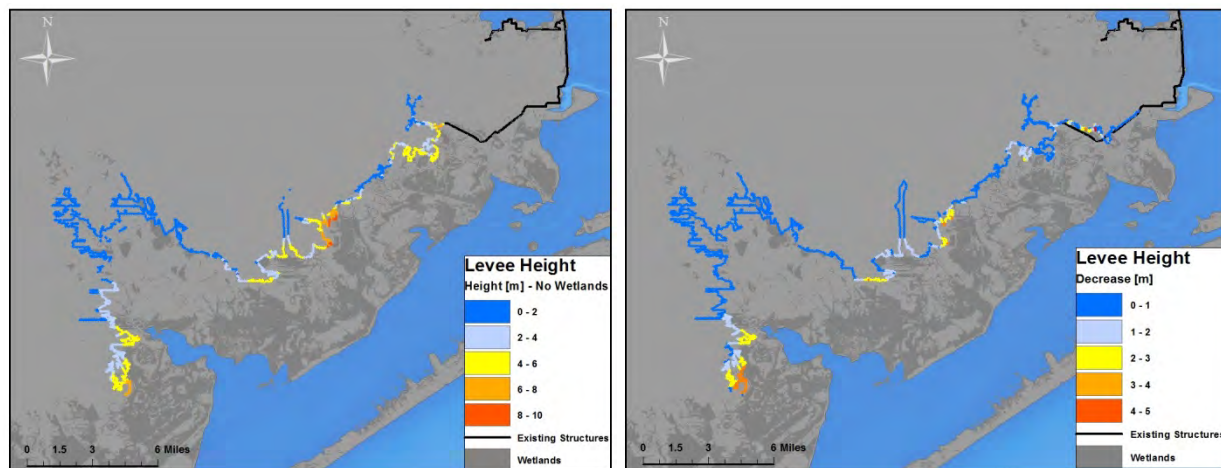 N
Levee Height
Height [m] - No Wetlands
0 - 2
2 - 4
4 - 6
6 - 8
8 - 10
Existing Structures
Wetlands
0 1.5 3 6 Miles
N
Levee Height
Decrease [m]
0 - 1
1 - 2
2 - 3
3 - 4
4 - 5
Existing Structures
Wetlands
0 1.5 3 6 Miles